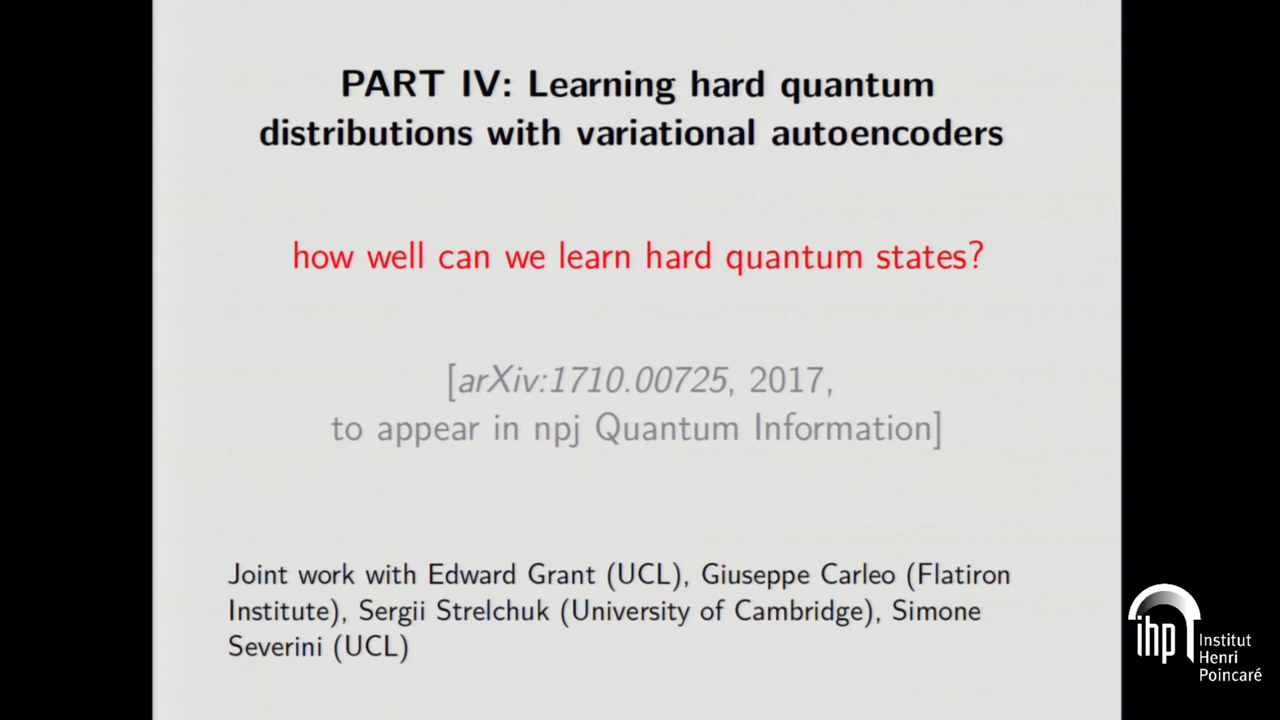 PART IV: Learning hard quantum
distributions with variational autoencoders
how well can we learn hard quantum states?
[arXiv:1710.00725, 2017,
to appear in npj Quantum Information]
Joint work with Edward Grant (UCL), Giuseppe Carleo (Flatiron
Institute), Sergii Strelchuk (University of Cambridge), Simone
Severini (UCL)
ihp
Institut
Henri
Poincaré